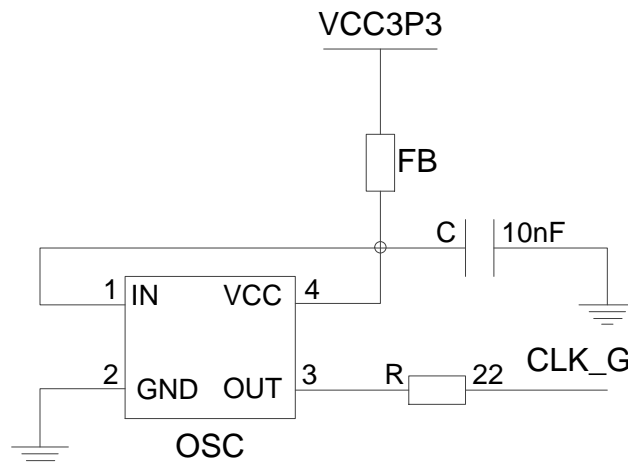 VCC3P3
FB
C 10nF
1 IN VCC 4
2 GND OUT 3 R 22 CLK_G
OSC